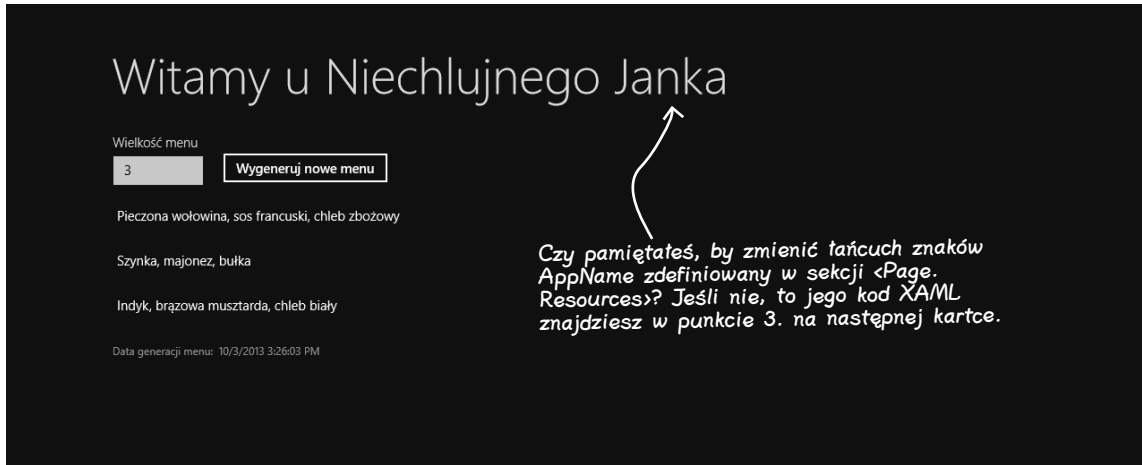 Witamy u Niechlujnego Janka
Wielkość menu
3
Wygeneruj nowe menu
Pieczona wołowina, sos francuski, chleb zbożowy
Szynka, majonez, bułka
Indyk, brązowa musztarda, chleb biały
Data generacji menu: 10/3/2013 3:26:03 PM
Czy pamiętałeś, by zmienić łańcuch znaków
AppName zdefiniowany w sekcji <Page.
Resources>? Jeśli nie, to jego kod XAML
znajdziesz w punkcie 3. na następnej kartce.